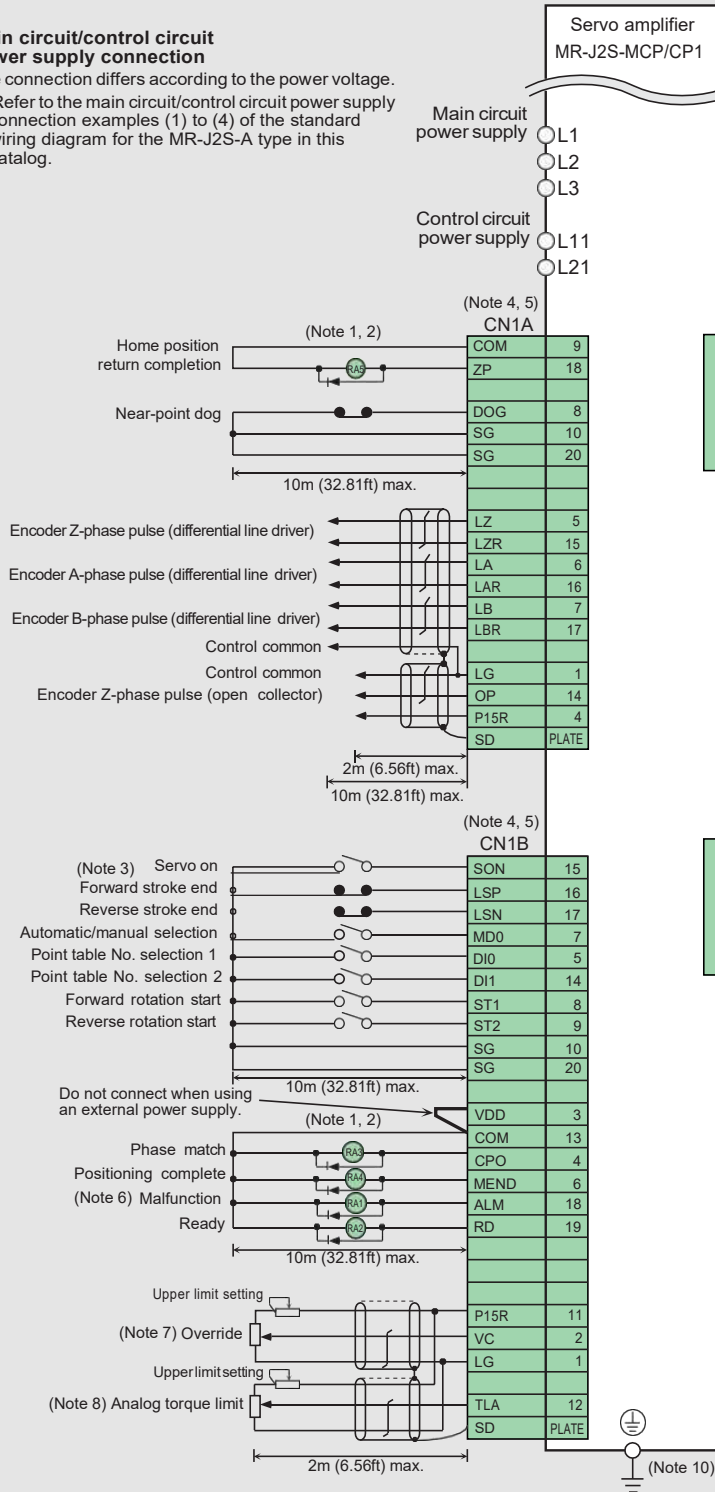 in circuit/control circuit
wer supply connection
e connection differs according to the power voltage.
Refer to the main circuit/control circuit power supply
connection examples (1) to (4) of the standard
wiring diagram for the MR-J2S-A type in this
catalog.
Servo amplifier
MR-J2S-MCP/CP1
Main circuit
power supply
L1
L2
L3
Control circuit
power supply
L11
L21
(Note 4, 5)
CN1A
(Note 1, 2)
Home position
return completion
COM 9
RA5 ZP 18
Near-point dog DOG 8
SG 10
SG 20
10m (32.81ft) max.
Encoder Z-phase pulse (differential line driver)
LZ 5
LZR 15
Encoder A-phase pulse (differential line driver)
LA 6
LAR 16
Encoder B-phase pulse (differential line driver)
LB 7
LBR 17
Control common
Control common LG 1
Encoder Z-phase pulse (open collector) OP 14
P15R 4
SD PLATE
2m (6.56ft) max.
10m (32.81ft) max.
(Note 4, 5)
CN1B
(Note 3) Servo on SON 15
Forward stroke end LSP 16
Reverse stroke end LSN 17
Automatic/manual selection MD0 7
Point table No. selection 1 DI0 5
Point table No. selection 2 DI1 14
Forward rotation start ST1 8
Reverse rotation start ST2 9
SG 10
SG 20
10m (32.81ft) max.
Do not connect when using
an external power supply.
(Note 1, 2)
VDD 3
COM 13
Phase match RA3 CPO 4
Positioning complete RA4 MEND 6
(Note 6) Malfunction RA1 ALM 18
Ready RA2 RD 19
10m (32.81ft) max.
Upper limit setting
P15R 11
(Note 7) Override VC 2
LG 1
Upper limit setting
(Note 8) Analog torque limit TLA 12
SD PLATE
2m (6.56ft) max.
(Note 10)